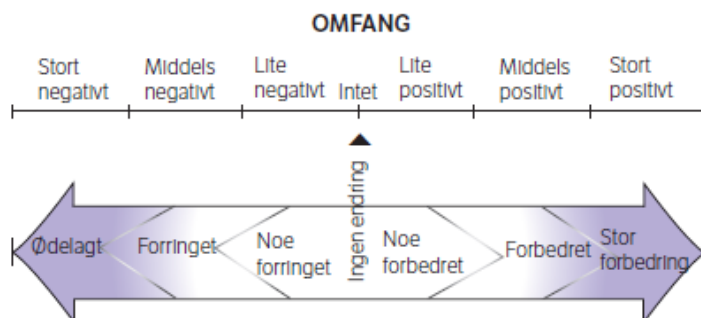 OMFANG
Stort negativt
Middels negativt
Lite negativt
Intet
Lite positivt
Middels positivt
Stort positivt
Ødelagt
Forringet
Noe forringet
Ingen endring
Noe forbedret
Forbedret
Stor forbedring